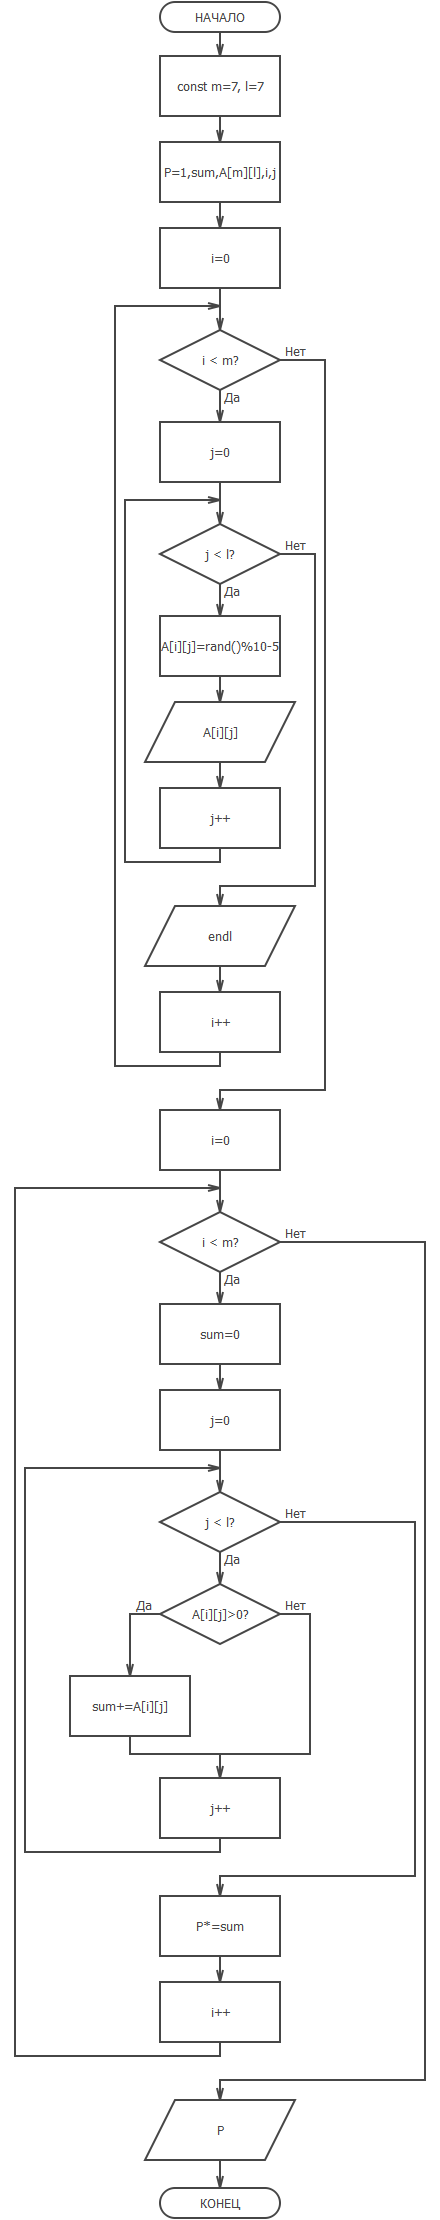 НАЧАЛО
const m=7, l=7
P=1,sum,A[m][l],i,j
i=0
i < m?
Нет
Да
j=0
j < l?
Нет
Да
A[i][j]=rand()%10-5
A[i][j]
j++
endl
i++
i=0
i < m?
Нет
Да
sum=0
j=0
j < l?
Нет
Да
A[i][j]>0?
Да
Нет
sum+=A[i][j]
j++
P*=sum
i++
P
КОНЕЦ